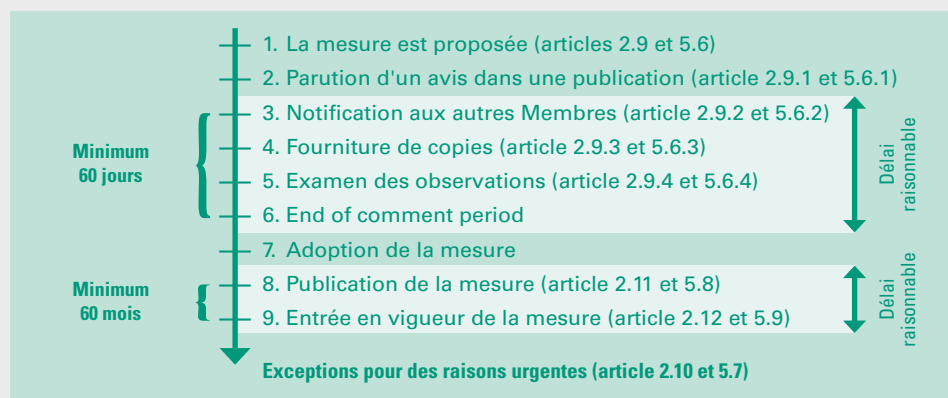 1. La mesure est proposée (articles 2.9 et 5.6)
2. Parution d'un avis dans une publication (article 2.9.1 et 5.6.1)
3. Notification aux autres Membres (article 2.9.2 et 5.6.2)
4. Fourniture de copies (article 2.9.3 et 5.6.3)
5. Examen des observations (article 2.9.4 et 5.6.4)
6. End of comment period
Minimum
60 jours
Délai
raisonnable
7. Adoption de la mesure
8. Publication de la mesure (article 2.11 et 5.8)
9. Entrée en vigueur de la mesure (article 2.12 et 5.9)
Minimum
60 mois
Délai
raisonnable
Exceptions pour des raisons urgentes (article 2.10 et 5.7)